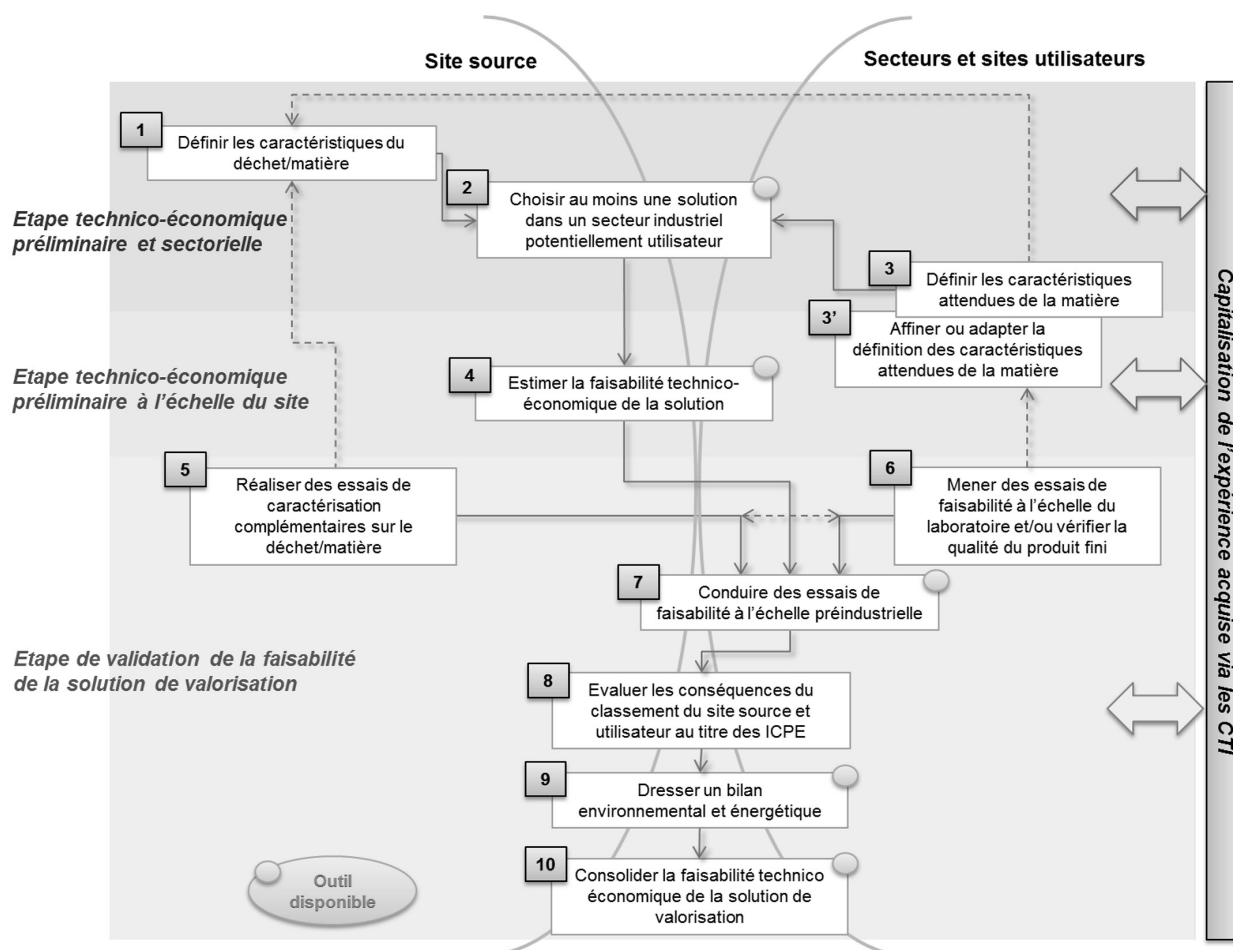 Site source
Secteurs et sites utilisateurs
1
Définir les caractéristiques du
déchet/matière
2
Choisir au moins une solution
dans un secteur industriel
potentiellement utilisateur
Etape technico-économique
préliminaire et sectorielle
3
Définir les caractéristiques
attendues de la matière
3’
Affiner ou adapter la
définition des caractéristiques
attendues de la matière
Etape technico-économique
préliminaire à l’échelle du site
4
Estimer la faisabilité technico-
économique de la solution
5
Réaliser des essais de
caractérisation
complémentaires sur le
déchet/matière
6
Mener des essais de
faisabilité à l’échelle du
laboratoire et/ou vérifier la
qualité du produit fini
7
Conduire des essais de
faisabilité à l’échelle préindustrielle
Etape de validation de la faisabilité
de la solution de valorisation
8
Evaluer les conséquences du
classement du site source et
utilisateur au titre des ICPE
9
Dresser un bilan
environnemental et énergétique
10
Consolider la faisabilité technico
économique de la solution de
valorisation
Outil
disponible
Capitalisation de l’expérience acquise via les CTI